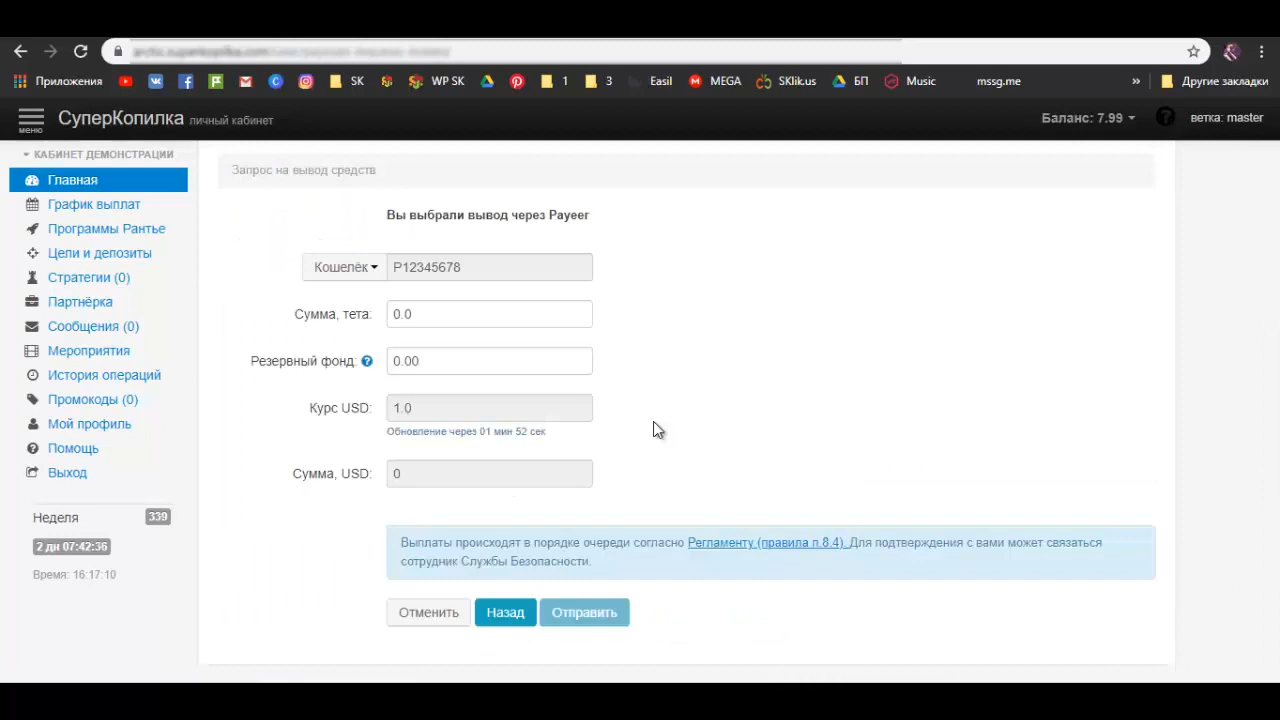 Приложения SK WP SK 1 3 Easil MEGA SKlik.us БП Music mssg.me » Другие закладки
меню СуперКопилка личный кабинет Баланс: 7.99 ветка: master
КАБИНЕТ ДЕМОНСТРАЦИИ
Главная
График выплат
Программы Рантье
Цели и депозиты
Стратегии (0)
Партнёрка
Сообщения (0)
Мероприятия
История операций
Промокоды (0)
Мой профиль
Помощь
Выход
Неделя 339
2 дн 07:42:36
Время: 16:17:10
Запрос на вывод средств
Вы выбрали вывод через Payeer
Кошелёк P12345678
Сумма, тета: 0.0
Резервный фонд: 0.00
Курс USD: 1.0
Обновление через 01 мин 52 сек
Сумма, USD: 0
Выплаты происходят в порядке очереди согласно Регламенту (правила п.8.4). Для подтверждения с вами может связаться
сотрудник Службы Безопасности.
Отменить Назад Отправить